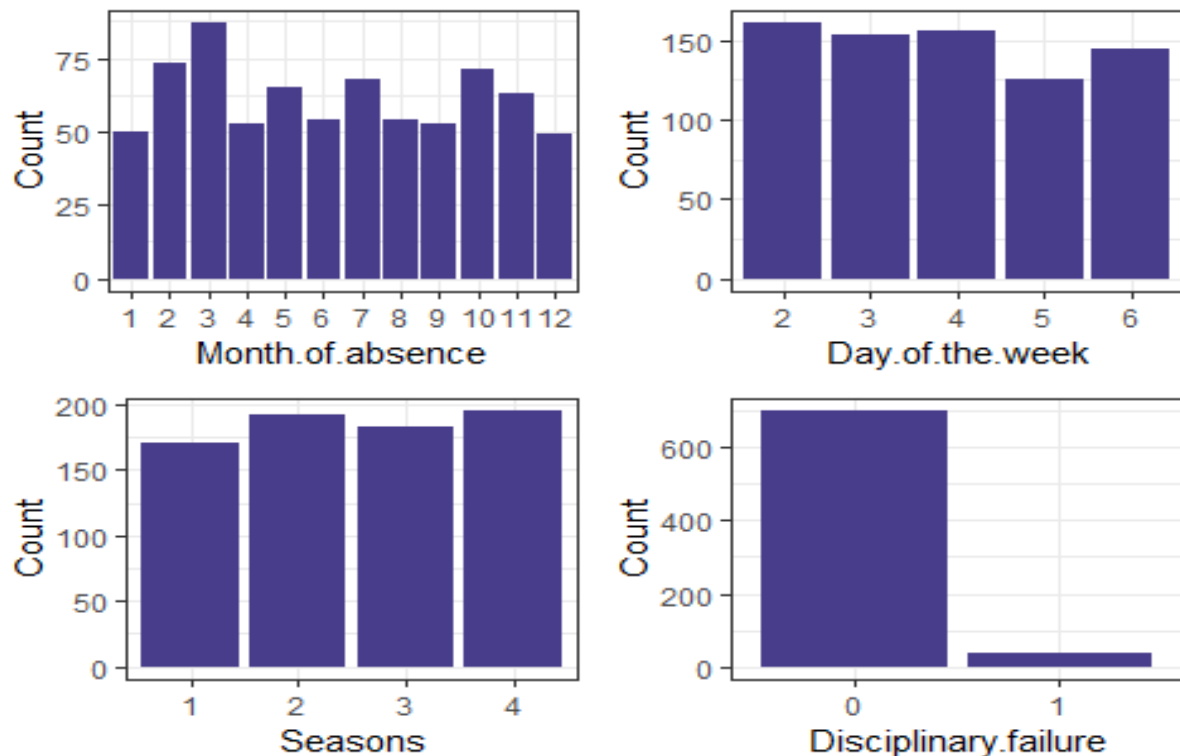 Count
75
50
25
0
1 2 3 4 5 6 7 8 9 10 11 12
Month.of.absence
Count
150
100
50
0
2 3 4 5 6
Day.of.the.week
Count
200
150
100
50
0
1 2 3 4
Seasons
Count
600
400
200
0
0 1
Disciplinary.failure